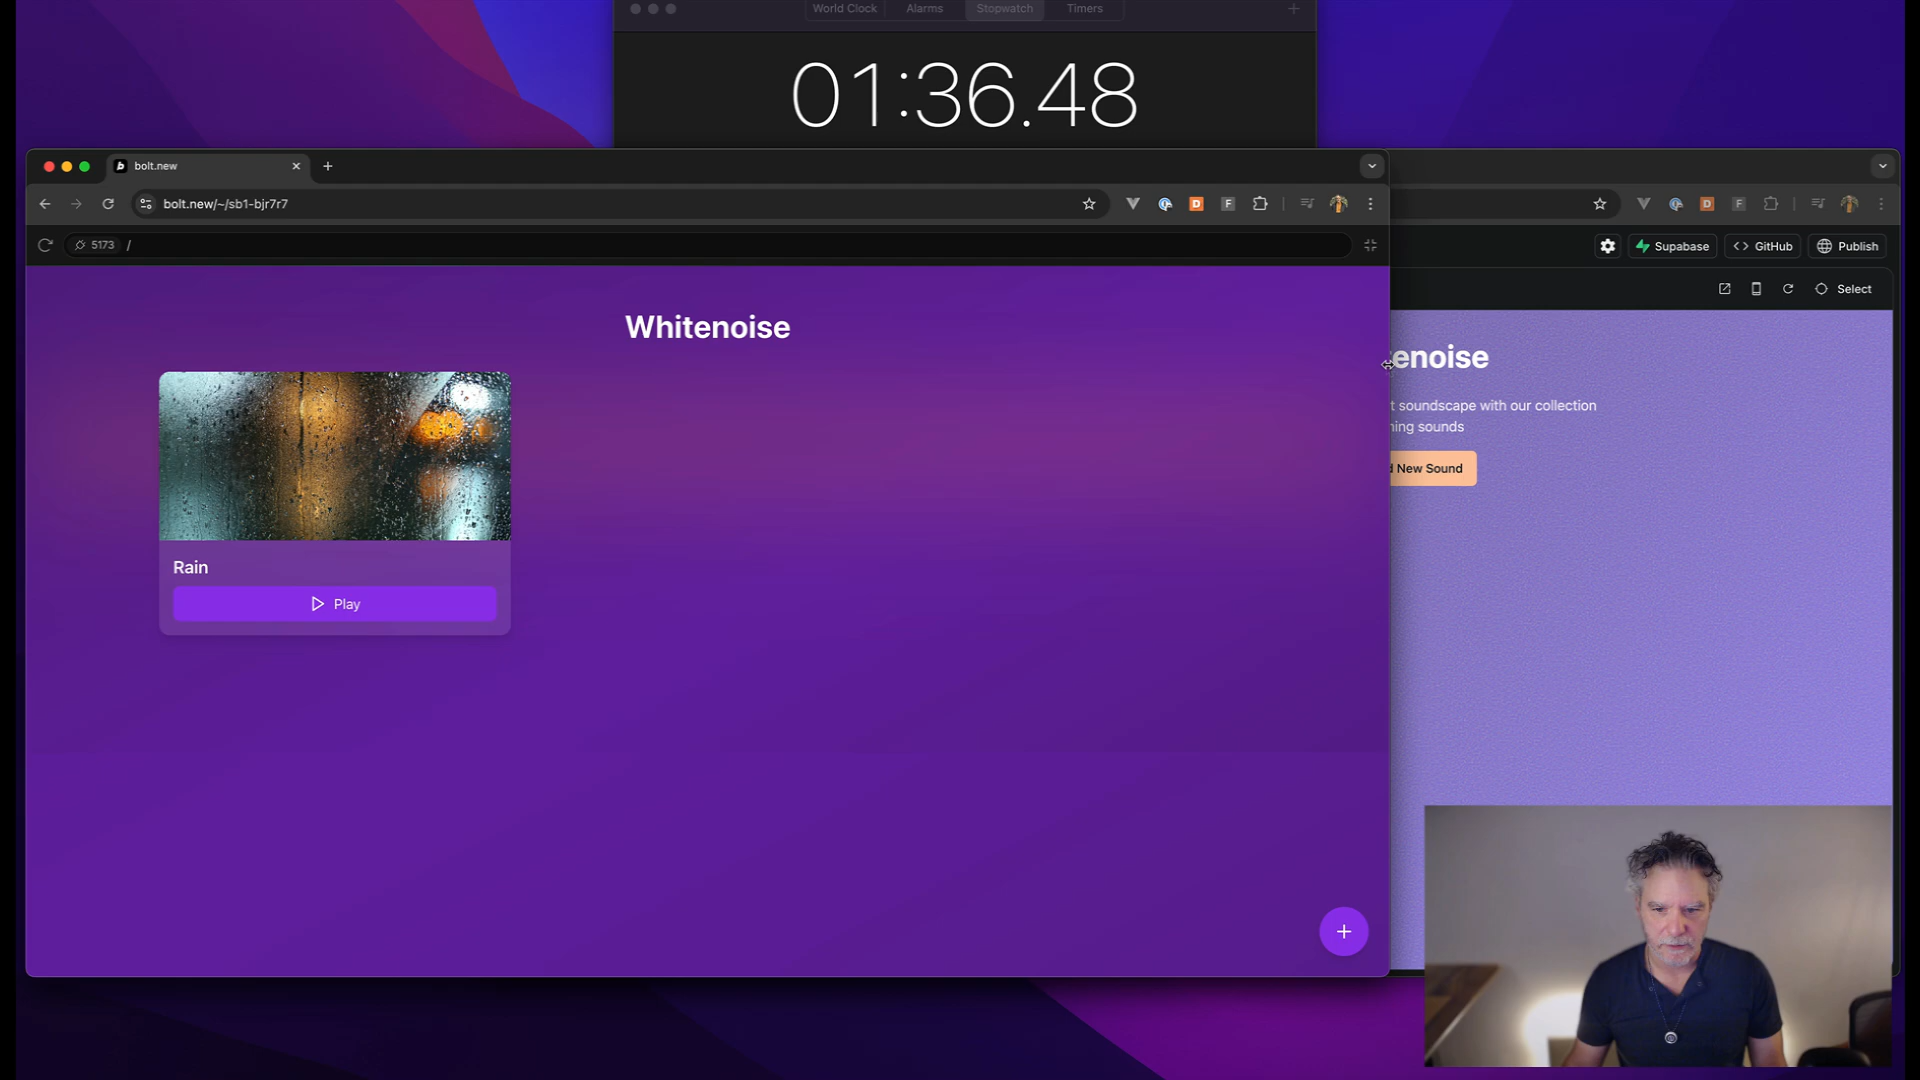 World Clock Alarms Stopwatch Timers
01:36.48
bolt.new
bolt.new/~/sb1-bjr7r7
5173 /
Supabase GitHub Publish
Select
Whitenoise
enoise
t soundscape with our collection
ing sounds
New Sound
Rain
Play